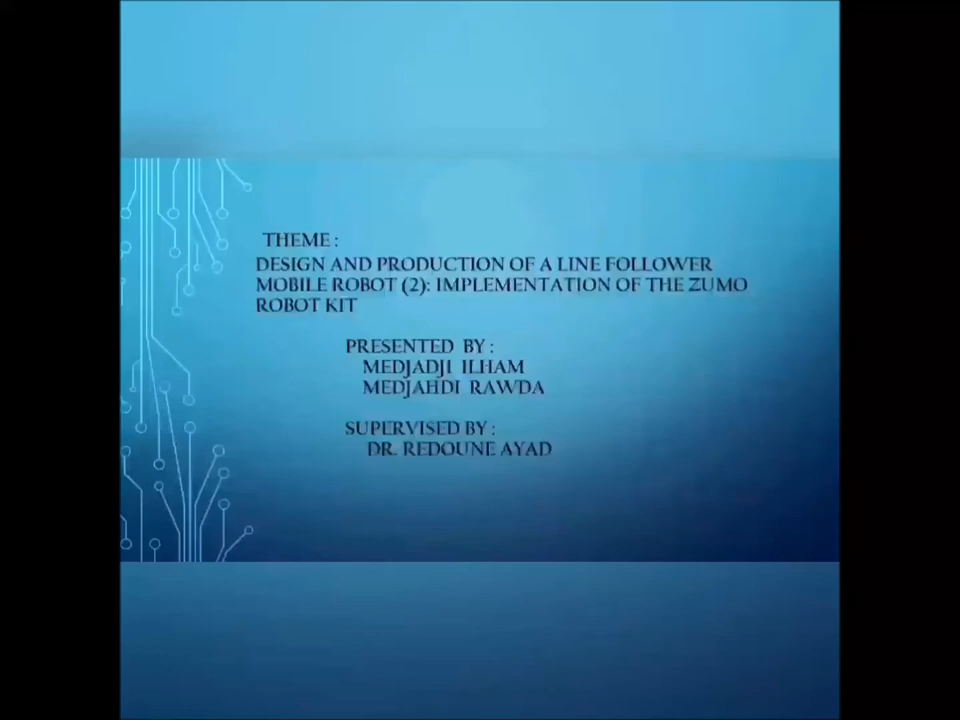 THEME :
DESIGN AND PRODUCTION OF A LINE FOLLOWER
MOBILE ROBOT (2): IMPLEMENTATION OF THE ZUMO
ROBOT KIT
PRESENTED BY :
MEDJADJI ILHAM
MEDJAHDI RAWDA
SUPERVISED BY :
DR. REDOUNE AYAD